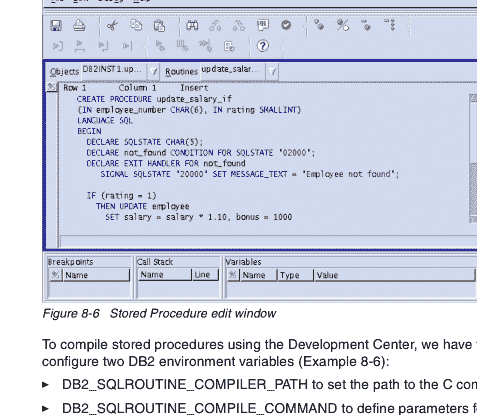 Objects DB2INST1.up... Routines update_salar...
Row 1 Column 1 Insert
CREATE PROCEDURE update_salary_if
(IN employee_number CHAR(6), IN rating SMALLINT)
LANGUAGE SQL
BEGIN
DECLARE SQLSTATE CHAR(5);
DECLARE not_found CONDITION FOR SQLSTATE '02000';
DECLARE EXIT HANDLER FOR not_found
SIGNAL SQLSTATE '20000' SET MESSAGE_TEXT = 'Employee not found';
IF (rating = 1)
THEN UPDATE employee
SET salary = salary * 1.10, bonus = 1000
Breakpoints Call Stack Variables
% Name Name Line % Name Type Value
Figure 8-6 Stored Procedure edit window
To compile stored procedures using the Development Center, we have
configure two DB2 environment variables (Example 8-6):
► DB2_SQLROUTINE_COMPILER_PATH to set the path to the C
► DB2_SQLROUTINE_COMPILE_COMMAND to define parameters